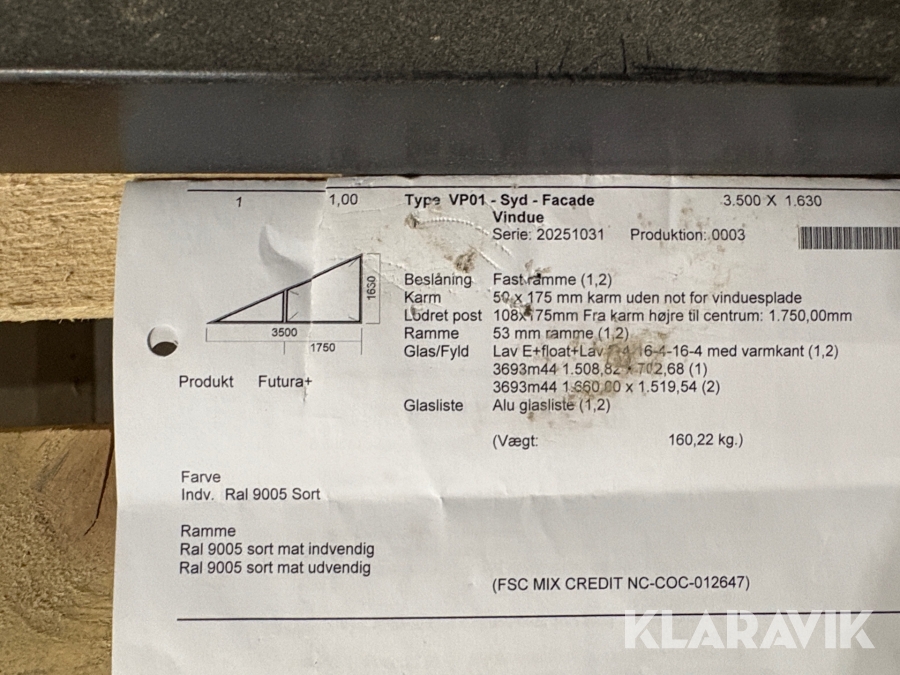 1 1,00 Type VP01 - Syd - Facade 3.500 X 1.630
Vindue
Serie: 20251031 Produktion: 0003
Beslåning Fast ramme (1,2)
Karm 50 x 175 mm karm uden not for vinduesplade
Lodret post 108x175mm Fra karm højre til centrum: 1.750,00mm
Ramme 53 mm ramme (1,2)
Glas/Fyld Lav E+float+Lav 16-4-16-4 med varmkant (1,2)
3693m44 1.508,82 x 702,68 (1)
3693m44 1.660,00 x 1.519,54 (2)
Glasliste Alu glasliste (1,2)
1630
3500
1750
Produkt Futura+
(Vægt: 160,22 kg.)
Farve
Indv. Ral 9005 Sort
Ramme
Ral 9005 sort mat indvendig
Ral 9005 sort mat udvendig
(FSC MIX CREDIT NC-COC-012647)
KLARAVIK